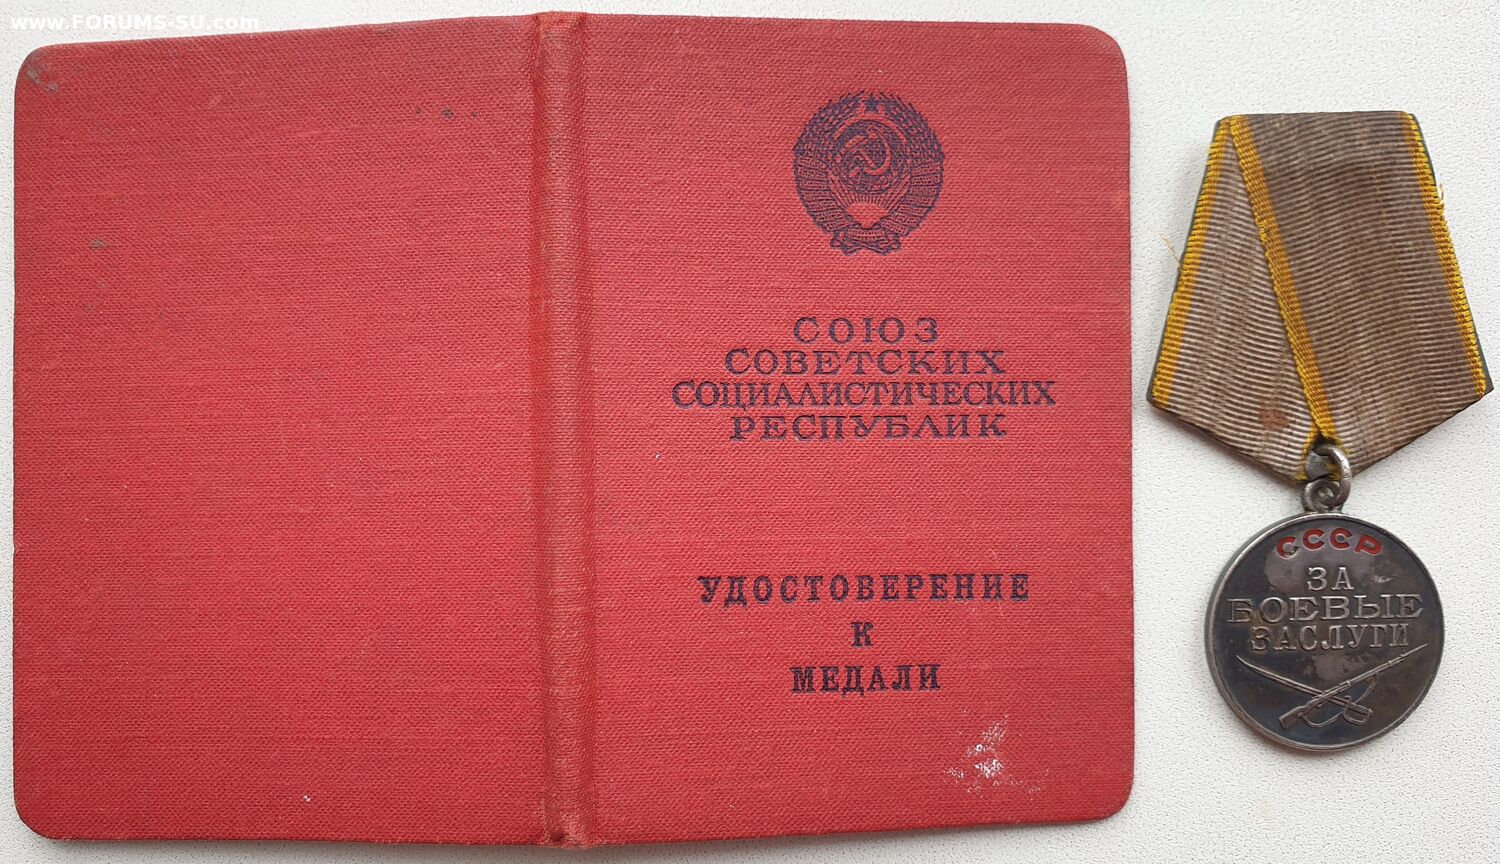 www.FORUMS-SU.com
СОЮЗ
СОВЕТСКИХ
СОЦИАЛИСТИЧЕСКИХ
РЕСПУБЛИК
УДОСТОВЕРЕНИЕ
К
МЕДАЛИ
СССР
ЗА
БОЕВЫЕ
ЗАСЛУГИ